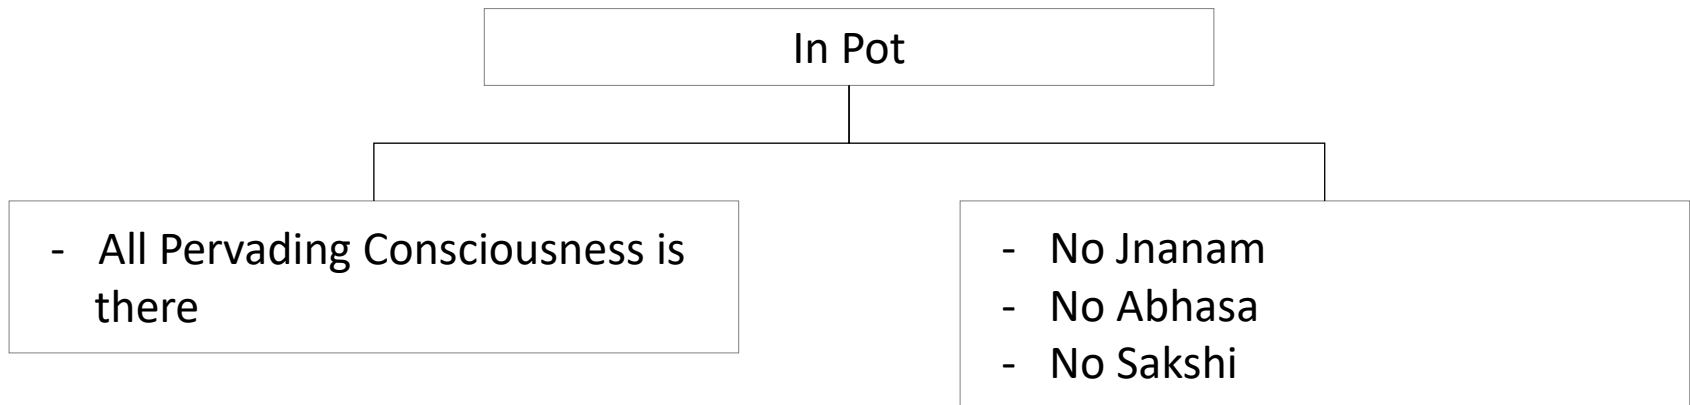 In Pot
- All Pervading Consciousness is
there
- No Jnanam
- No Abhasa
- No Sakshi